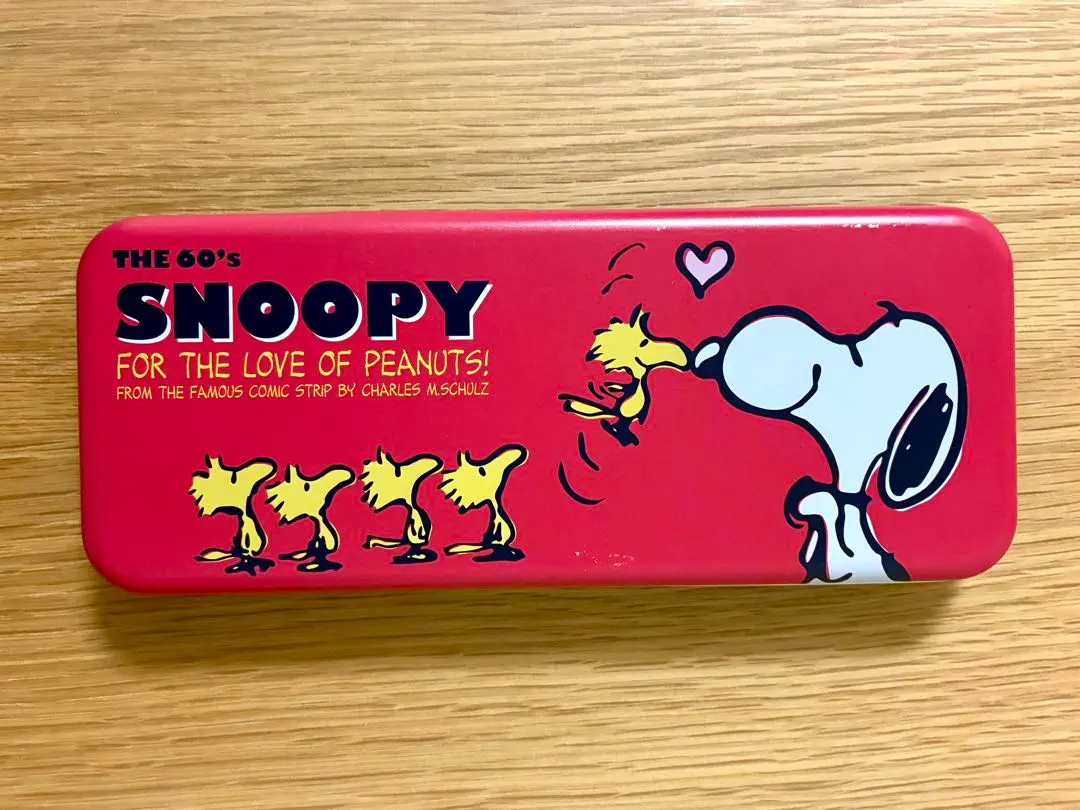 THE 60's
SNOOPY
FOR THE LOVE OF PEANUTS!
FROM THE FAMOUS COMIC STRIP BY CHARLES M.SCHULZ